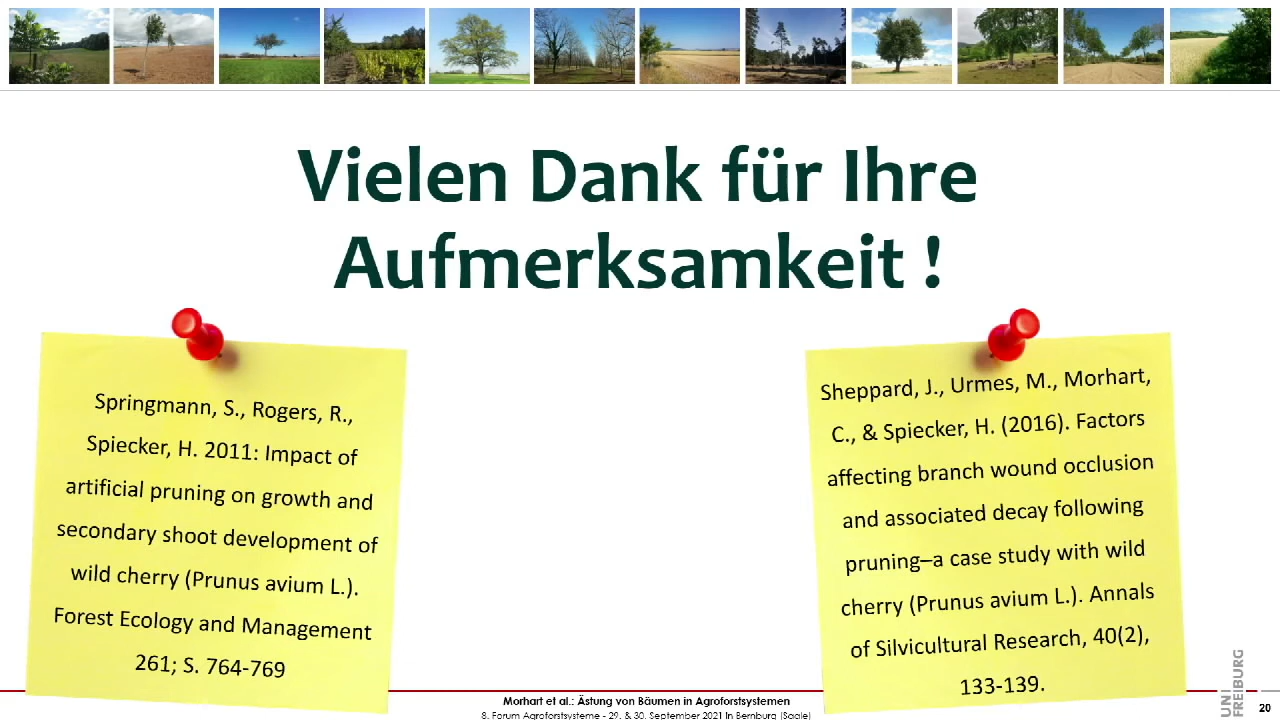 Vielen Dank für Ihre
Aufmerksamkeit !
Springmann, S., Rogers, R.,
Spiecker, H. 2011: Impact of
artificial pruning on growth and
secondary shoot development of
wild cherry (Prunus avium L.).
Forest Ecology and Management
261; S. 764-769
Sheppard, J., Urmes, M., Morhart,
C., & Spiecker, H. (2016). Factors
affecting branch wound occlusion
and associated decay following
pruning–a case study with wild
cherry (Prunus avium L.). Annals
of Silvicultural Research, 40(2),
133-139.
Morhart et al.: Ästung von Bäumen in Agroforstsystemen
8. Forum Agroforstsysteme - 29. & 30. September 2021 in Bernburg (Saale)
UNI
FREIBURG
20